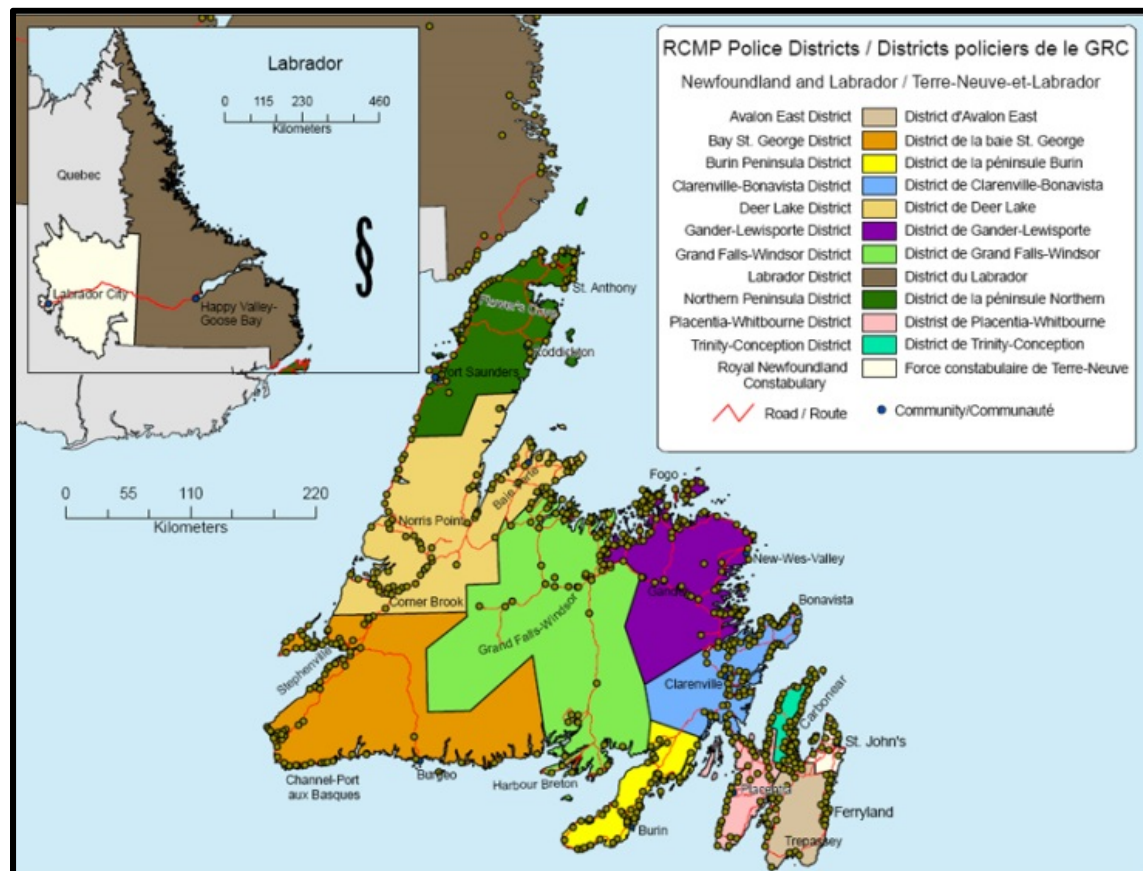 Labrador
0 115 230 460
Kilometers
Quebec
Labrador City
Happy Valley-
Goose Bay
§
RCMP Police Districts / Districts policiers de le GRC
Newfoundland and Labrador / Terre-Neuve-et-Labrador
Avalon East District District d'Avalon East
Bay St. George District District de la baie St. George
Burin Peninsula District District de la péninsule Burin
Clarenville-Bonavista District District de Clarenville-Bonavista
Deer Lake District District de Deer Lake
Gander-Lewisporte District District de Gander-Lewisporte
Grand Falls-Windsor District District de Grand Falls-Windsor
Labrador District District du Labrador
Northern Peninsula District District de la péninsule Northern
Placentia-Whitbourne District Distrist de Placentia-Whitbourne
Trinity-Conception District District de Trinity-Conception
Royal Newfoundland
Constabulary
Force constabulaire de Terre-Neuve
Road / Route
Community/Communauté
St. Anthony
Roddickton
Port Saunders
0 55 110 220
Kilometers
Norris Point
Baie Verte
Fogo
New-Wes-Valley
Gander
Corner Brook
Grand Falls-Windsor
Bonavista
Stephenville
Clarenville
Carbonear
St. John's
Channel-Port
aux Basques
Burgeo
Harbour Breton
Placentia
Ferryland
Burin
Trepassey